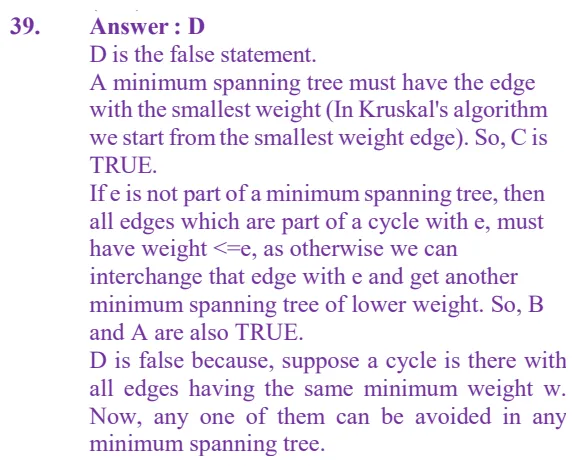 39. Answer : D
D is the false statement.
A minimum spanning tree must have the edge
with the smallest weight (In Kruskal's algorithm
we start from the smallest weight edge). So, C is
TRUE.
If e is not part of a minimum spanning tree, then
all edges which are part of a cycle with e, must
have weight <=e, as otherwise we can
interchange that edge with e and get another
minimum spanning tree of lower weight. So, B
and A are also TRUE.
D is false because, suppose a cycle is there with
all edges having the same minimum weight w.
Now, any one of them can be avoided in any
minimum spanning tree.